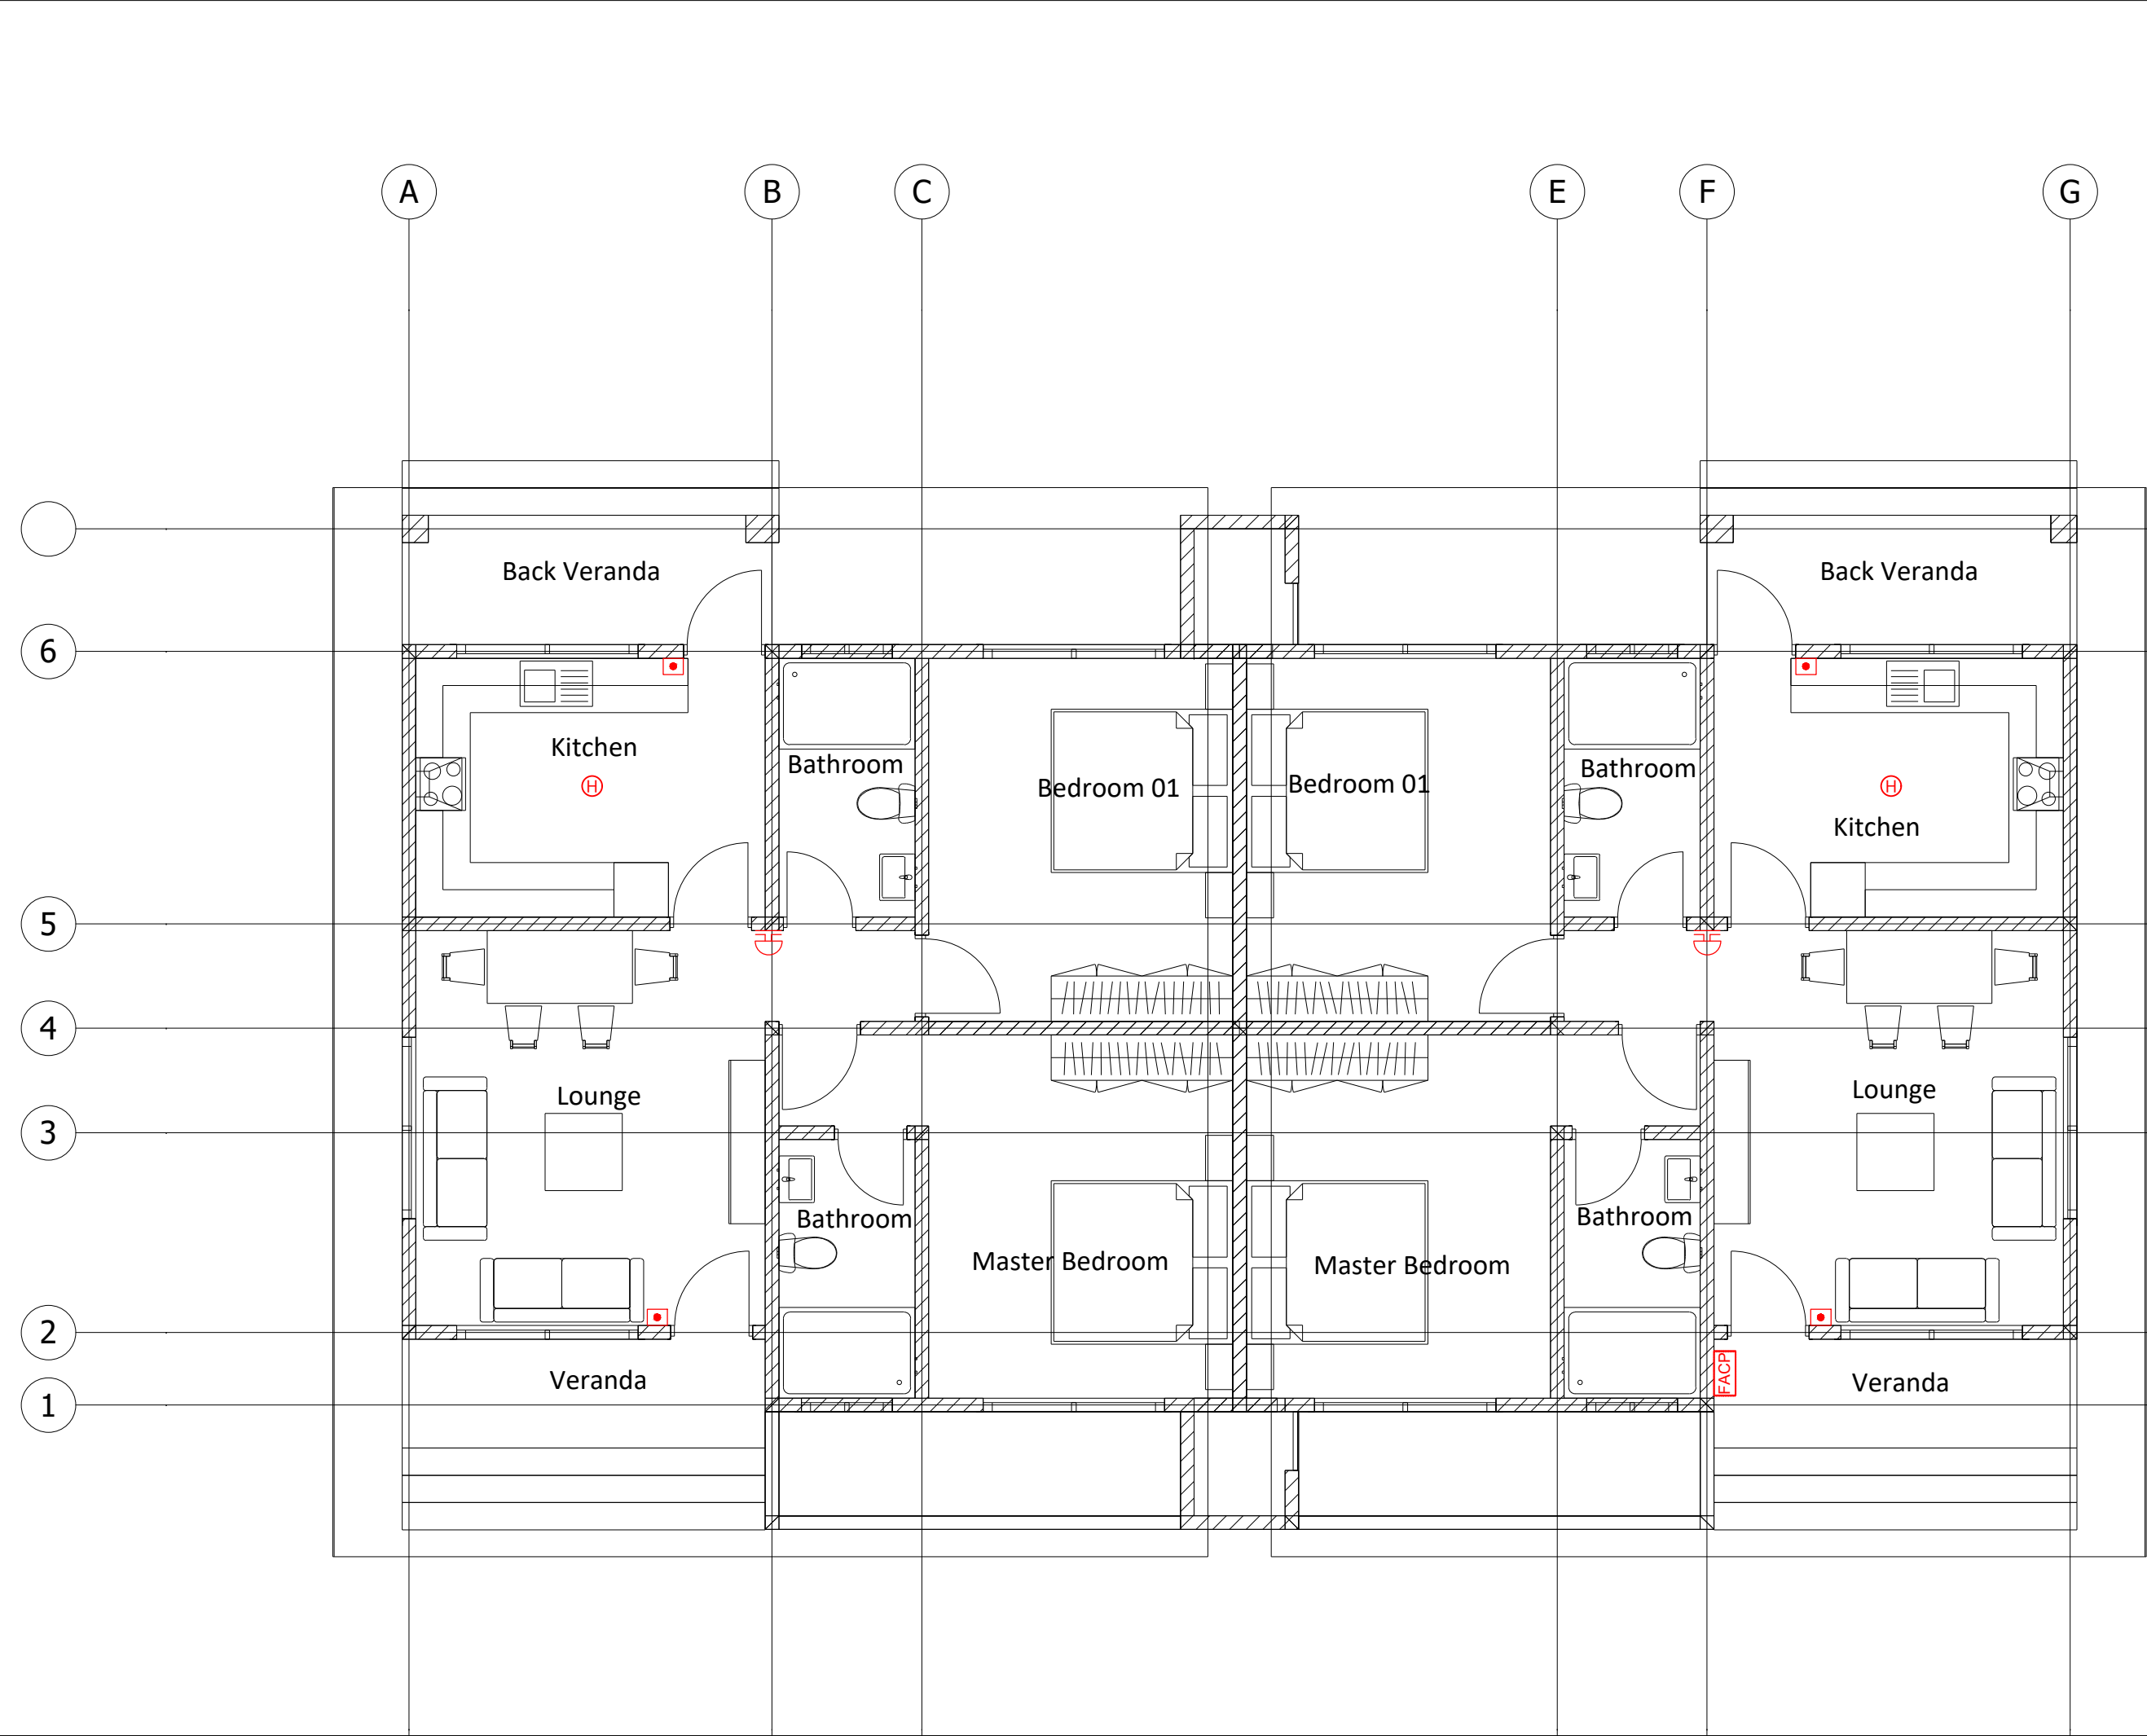 A
B
C
E
F
G
Back Veranda
Back Veranda
6
Kitchen
Bathroom
Bedroom 01
Bedroom 01
Bathroom
H
H
Kitchen
5
4
Lounge
Lounge
3
Bathroom
Bathroom
Master Bedroom
Master Bedroom
2
Veranda
FACP
Veranda
1